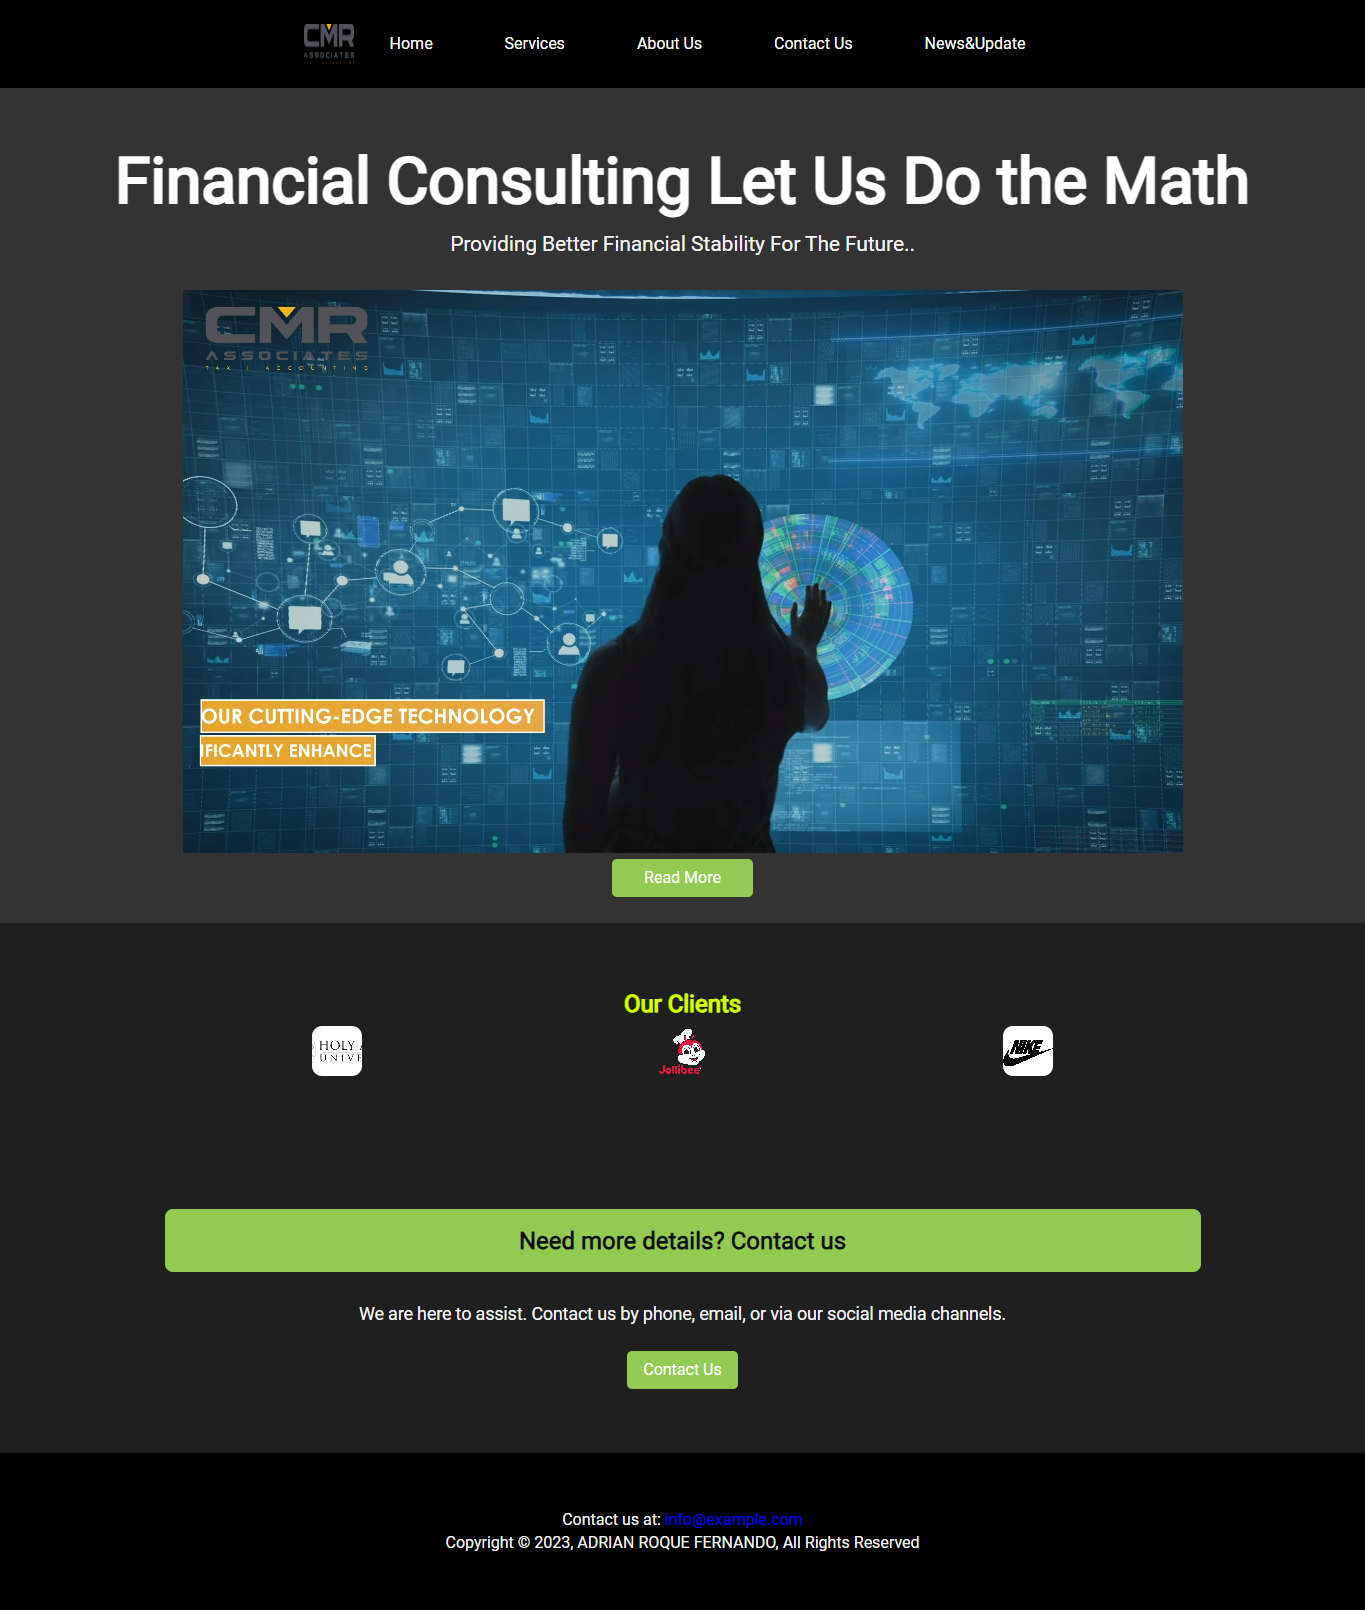 CMR
ASSOCIATES
TAX | ACCOUNTING
Home
Services
About Us
Contact Us
News&Update
Financial Consulting Let Us Do the Math
Providing Better Financial Stability For The Future..
CMR
ASSOCIATES
TAX | ACCOUNTING
OUR CUTTING-EDGE TECHNOLOGY
IFICANTLY ENHANCE
Read More
Our Clients
HOLY
UNIVE
Jollibee
NIKE
Need more details? Contact us
We are here to assist. Contact us by phone, email, or via our social media channels.
Contact Us
Contact us at: info@example.com
Copyright © 2023, ADRIAN ROQUE FERNANDO, All Rights Reserved